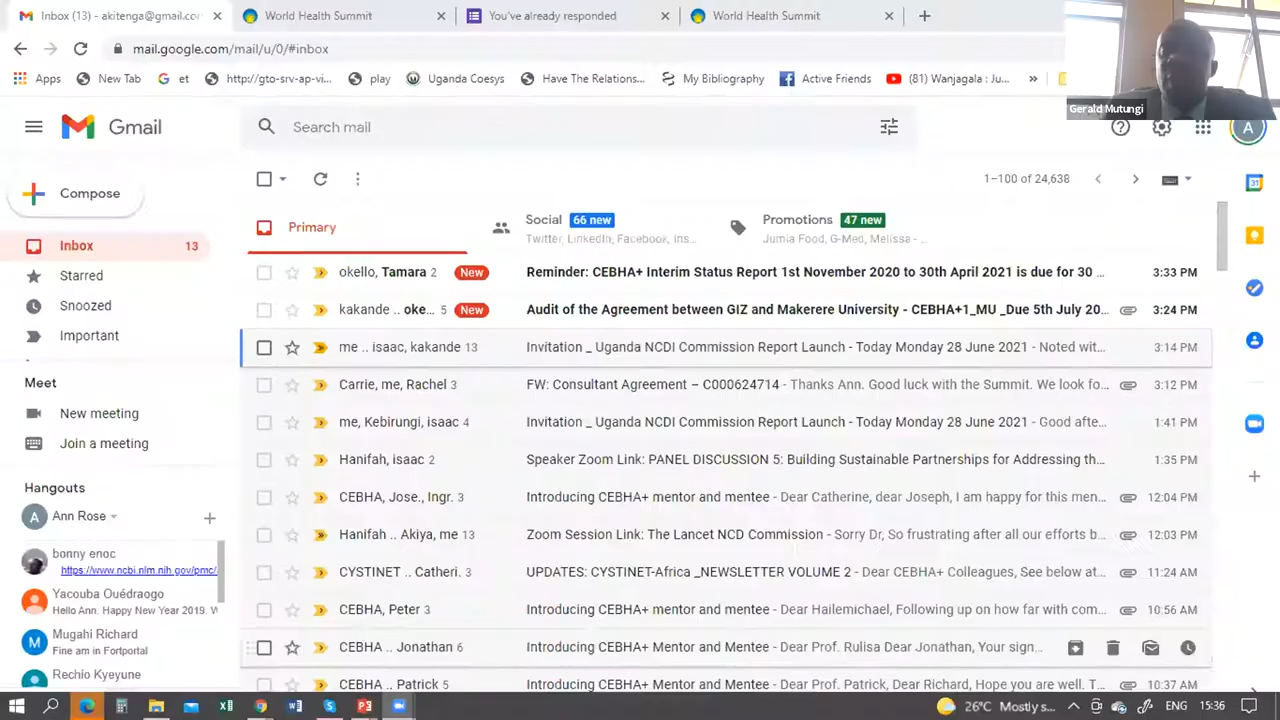 Inbox (13) - akitenga@gmail.co
World Health Summit
You've already responded
World Health Summit
mail.google.com/mail/u/0/#inbox
Apps
New Tab
et
http://gto-srv-ap-vi...
play
Uganda Coesys
Have The Relations...
My Bibliography
Active Friends
(81) Wanjagala : Ju...
»
Gerald Mutungi
Gmail
Search mail
A
Compose
1–100 of 24,638
31
Primary
Social 66 new
Twitter, LinkedIn, Facebook, Ins...
Promotions 47 new
Jumia Food, G-Med, Melissa - ...
Inbox 13
Starred
Snoozed
Important
Meet
New meeting
Join a meeting
Hangouts
A Ann Rose
bonny enoc
https://www.ncbi.nlm.nih.gov/pmc/
Yacouba Ouédraogo
Hello Ann. Happy New Year 2019. W
M Mugahi Richard
Fine am in Fortportal
Rechio Kyeyune
okello, Tamara 2 New Reminder: CEBHA+ Interim Status Report 1st November 2020 to 30th April 2021 is due for 30 ... 3:33 PM
kakande .. oke... 5 New Audit of the Agreement between GIZ and Makerere University - CEBHA+1_MU _Due 5th July 20... 3:24 PM
me .. isaac, kakande 13 Invitation _ Uganda NCDI Commission Report Launch - Today Monday 28 June 2021 - Noted wit... 3:14 PM
Carrie, me, Rachel 3 FW: Consultant Agreement – C000624714 - Thanks Ann. Good luck with the Summit. We look fo... 3:12 PM
me, Kebirungi, isaac 4 Invitation _ Uganda NCDI Commission Report Launch - Today Monday 28 June 2021 - Good afte... 1:41 PM
Hanifah, isaac 2 Speaker Zoom Link: PANEL DISCUSSION 5: Building Sustainable Partnerships for Addressing th... 1:35 PM
CEBHA, Jose., Ingr. 3 Introducing CEBHA+ mentor and mentee - Dear Catherine, dear Joseph, I am happy for this men... 12:04 PM
Hanifah .. Akiya, me 13 Zoom Session Link: The Lancet NCD Commission - Sorry Dr, So frustrating after all our efforts b... 12:03 PM
CYSTINET .. Catheri. 3 UPDATES: CYSTINET-Africa _NEWSLETTER VOLUME 2 - Dear CEBHA+ Colleagues, See below at... 11:24 AM
CEBHA, Peter 3 Introducing CEBHA+ mentor and mentee - Dear Hailemichael, Following up on how far with com... 10:56 AM
CEBHA .. Jonathan 6 Introducing CEBHA+ Mentor and Mentee - Dear Prof. Rulisa Dear Jonathan, Your sign...
CEBHA .. Patrick 5 Introducing CEBHA+ Mentor and Mentee - Dear Prof. Patrick, Dear Richard, Hope you are well. T... 10:37 AM
26°C Mostly s... ENG 15:36